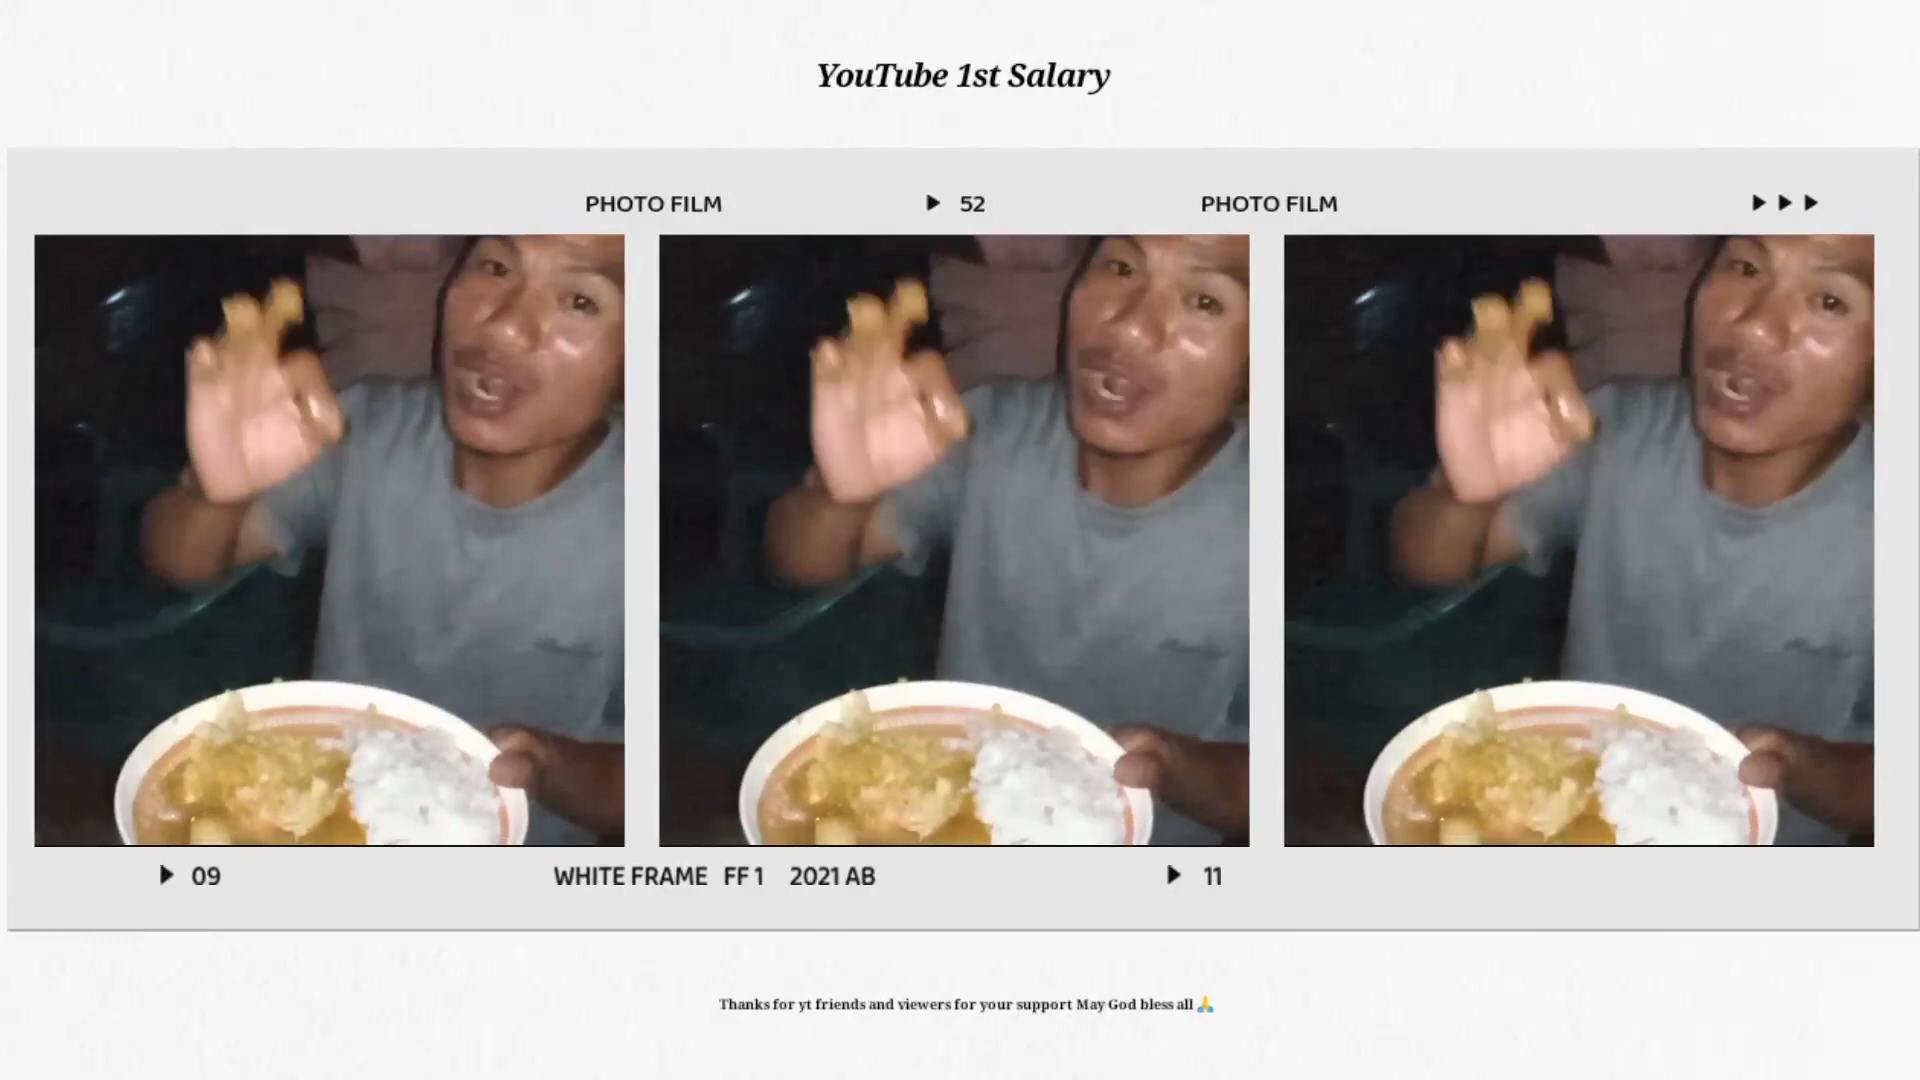 YouTube 1st Salary
PHOTO FILM ▶ 52 PHOTO FILM ▶ ▶ ▶
▶ 09 WHITE FRAME FF 1 2021 AB ▶ 11
Thanks for yt friends and viewers for your support May God bless all 🙏